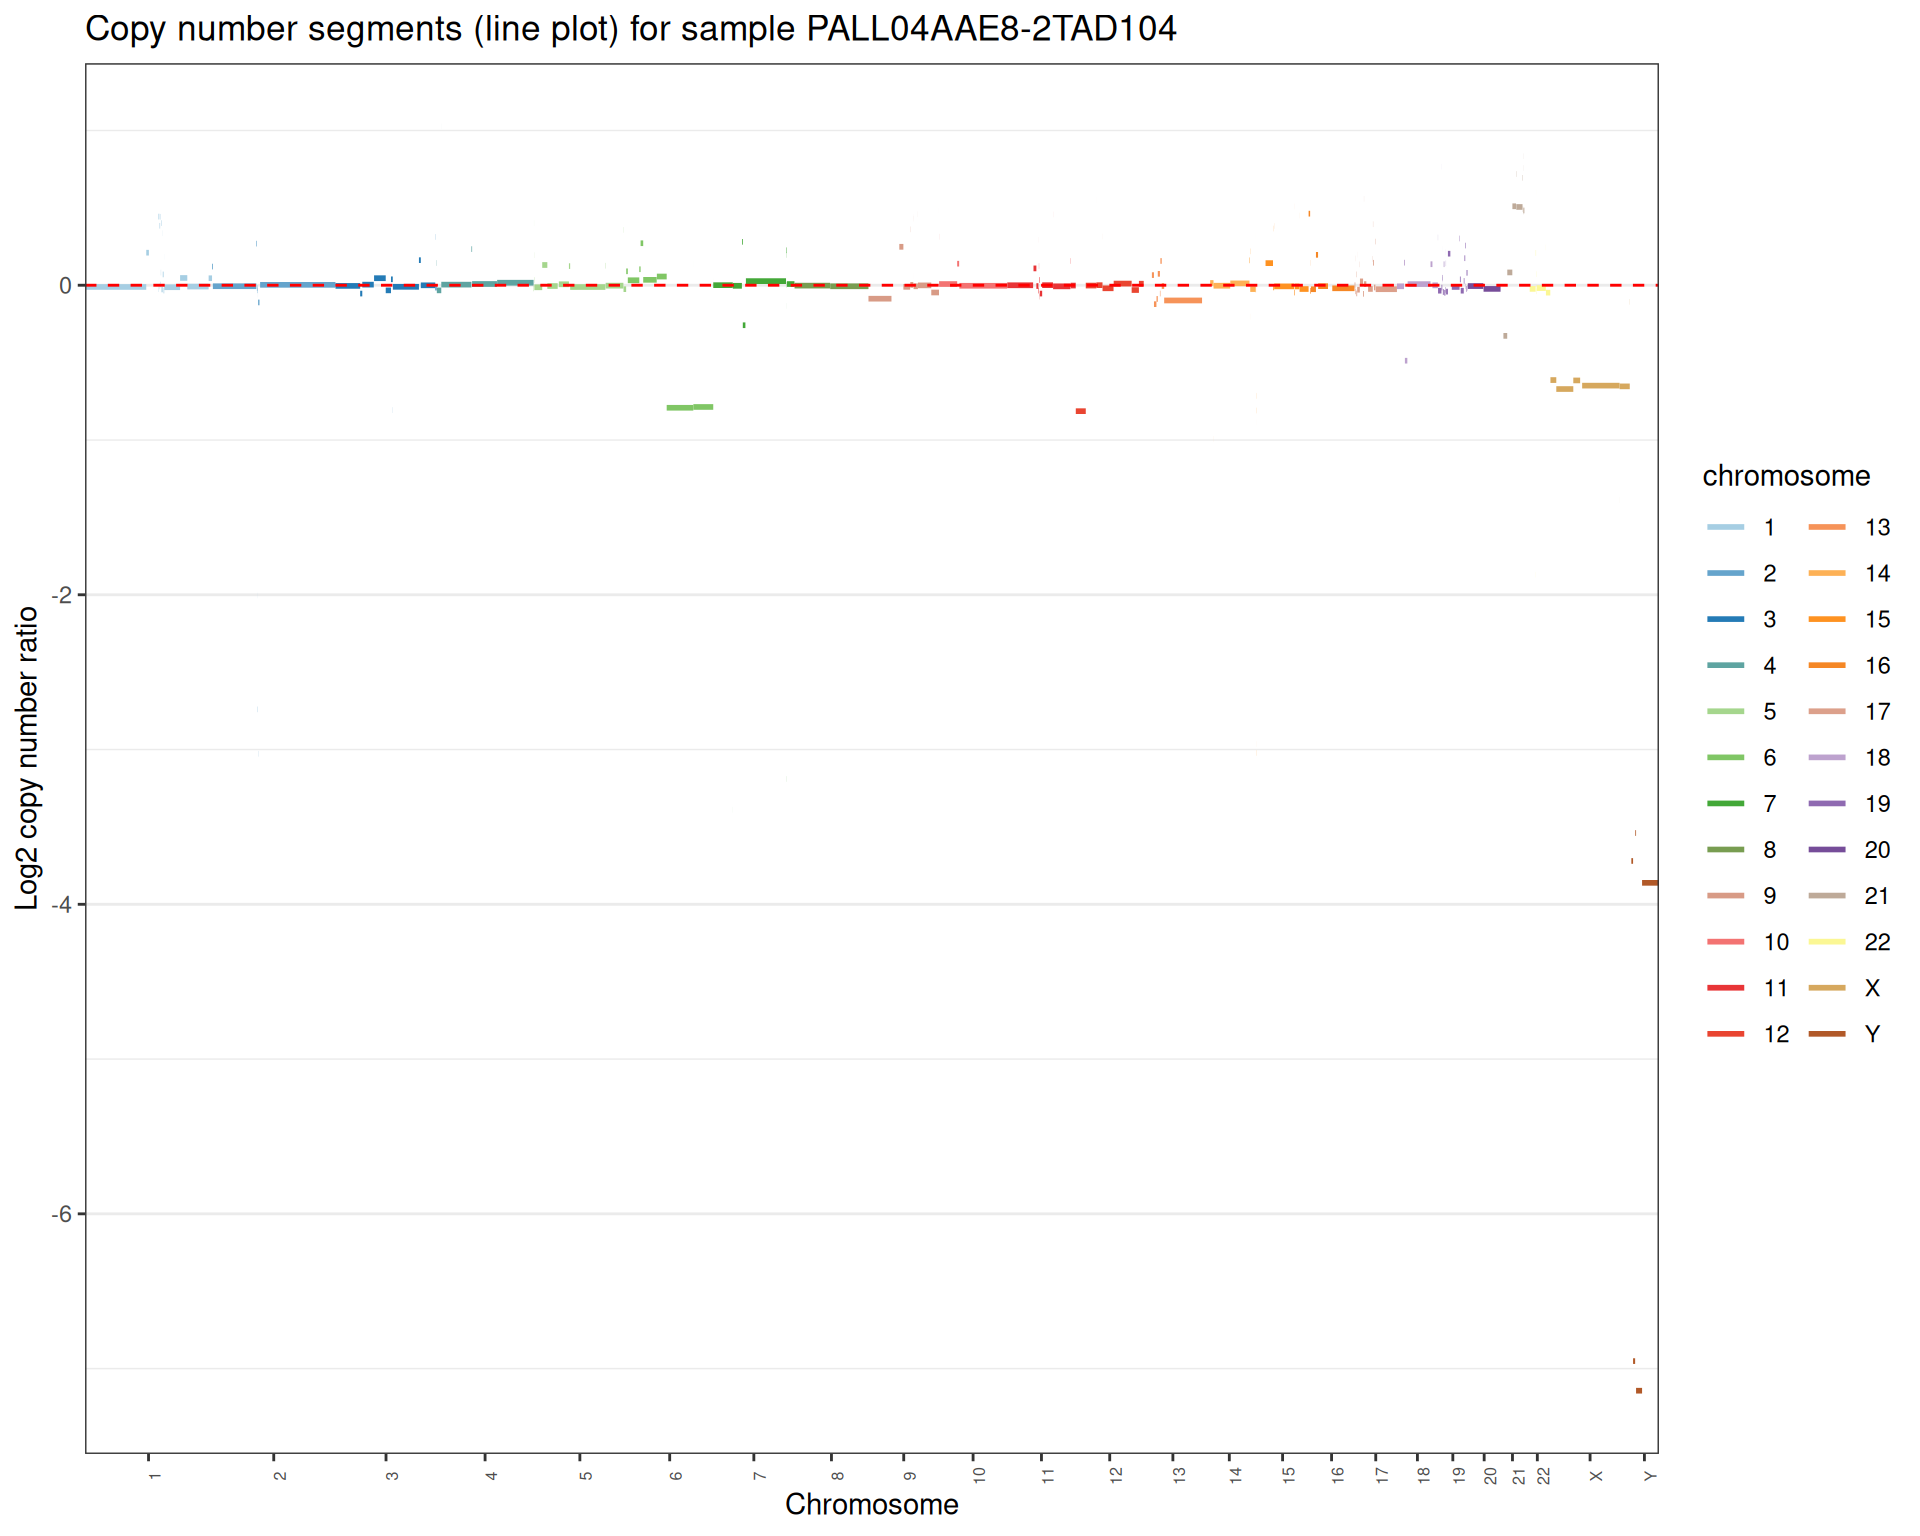 Copy number segments (line plot) for sample PALL04AAE8-2TAD104
Log2 copy number ratio
0
-2
-4
-6
1 2 3 4 5 6 7 8 9 10 11 12 13 14 15 16 17 18 19 20 21 22 X Y
Chromosome
chromosome
1 13
2 14
3 15
4 16
5 17
6 18
7 19
8 20
9 21
10 22
11 X
12 Y